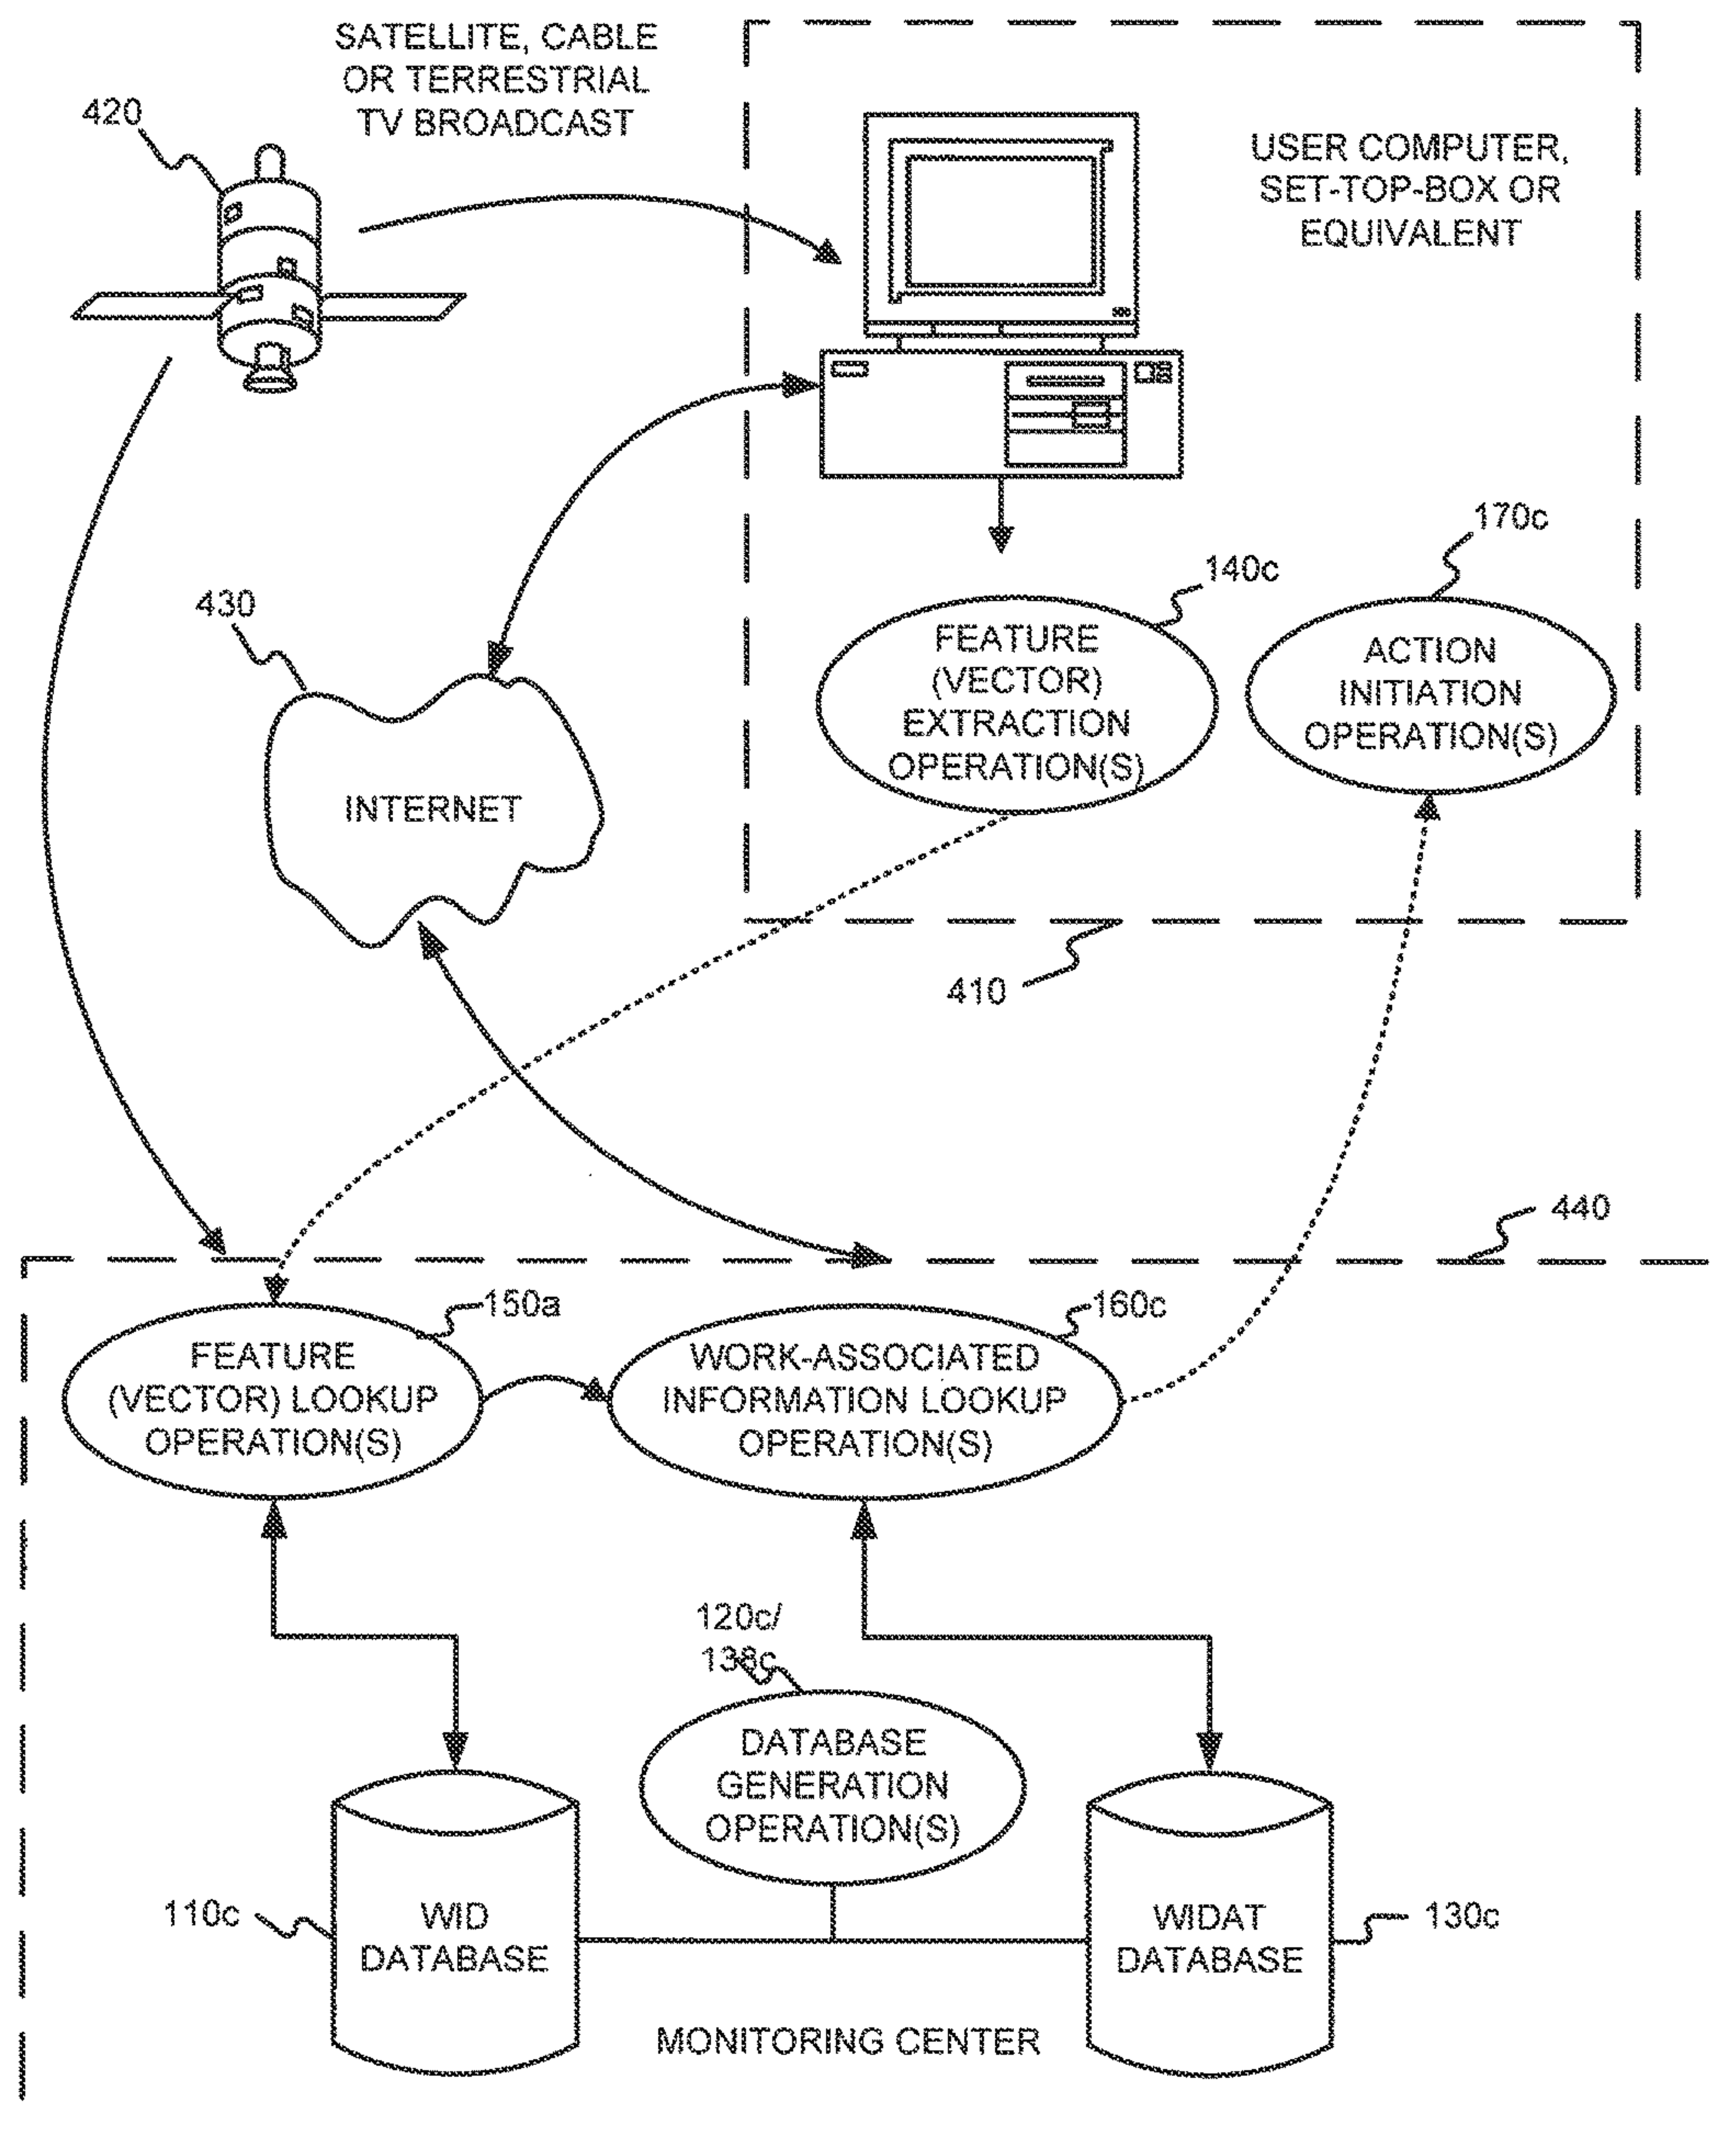 SATELLITE, CABLE
OR TERRESTRIAL
TV BROADCAST
420
USER COMPUTER,
SET-TOP-BOX OR
EQUIVALENT
170c
140c
430
FEATURE
(VECTOR)
EXTRACTION
OPERATION(S)
ACTION
INITIATION
OPERATION(S)
INTERNET
410
440
150a
160c
FEATURE
(VECTOR) LOOKUP
OPERATION(S)
WORK-ASSOCIATED
INFORMATION LOOKUP
OPERATION(S)
120c/
138c
DATABASE
GENERATION
OPERATION(S)
110c
WID
DATABASE
WIDAT
DATABASE
130c
MONITORING CENTER